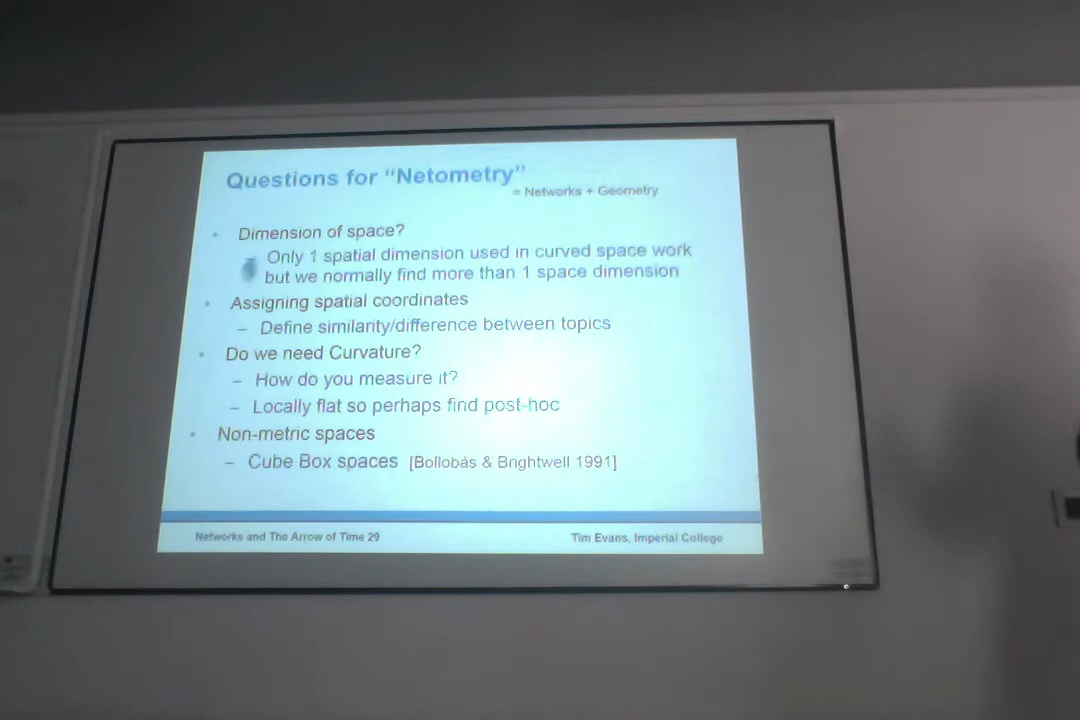 Questions for “Netometry”
= Networks + Geometry
• Dimension of space?
– Only 1 spatial dimension used in curved space work
but we normally find more than 1 space dimension
• Assigning spatial coordinates
– Define similarity/difference between topics
• Do we need Curvature?
– How do you measure it?
– Locally flat so perhaps find post-hoc
• Non-metric spaces
– Cube Box spaces [Bollobás & Brightwell 1991]
Networks and The Arrow of Time 29
Tim Evans, Imperial College